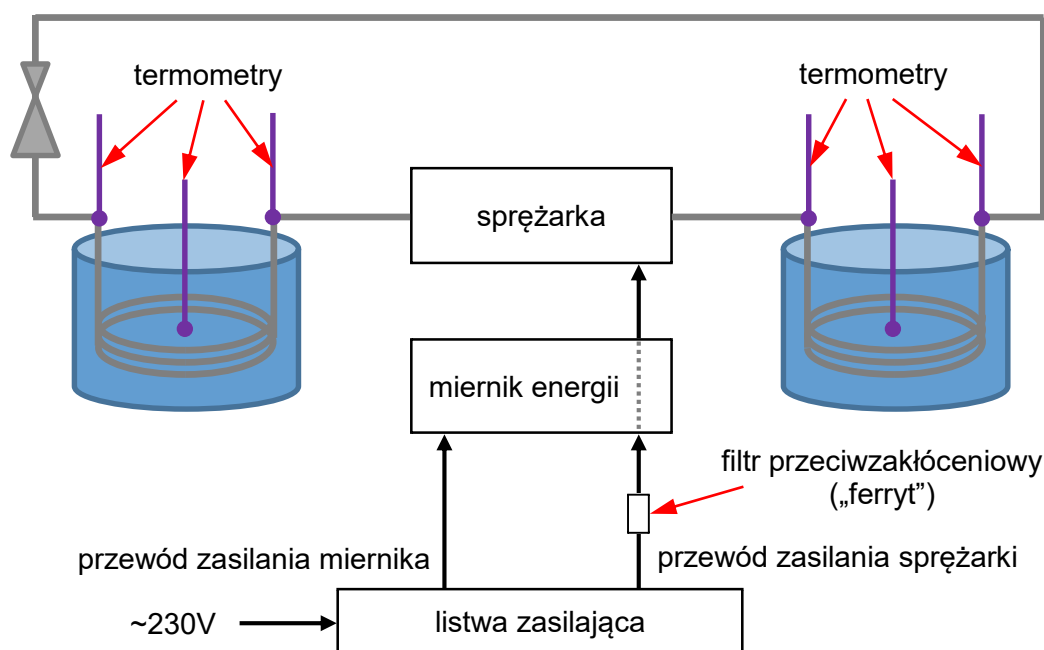 termometry
termometry
sprężarka
miernik energii
filtr przeciwzakłóceniowy
(„ferryt”)
przewód zasilania miernika
przewód zasilania sprężarki
~230V
listwa zasilająca